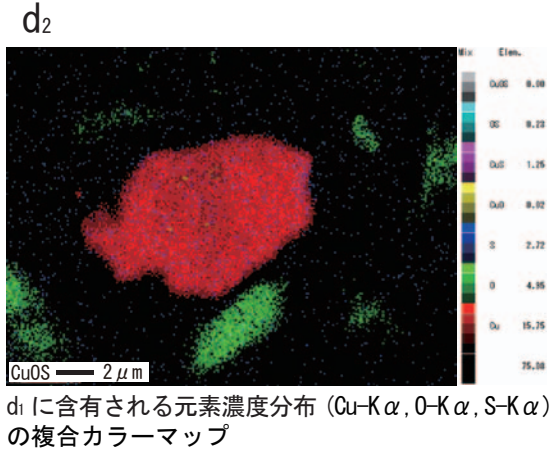 d₂
Mix Elem.
CuOS 0.00
OS 0.23
CuS 1.25
CuO 0.02
S 2.72
O 4.95
Cu 15.75
75.08
CuOS 2μm
d₁に含有される元素濃度分布 (Cu-Kα, O-Kα, S-Kα)
の複合カラーマップ